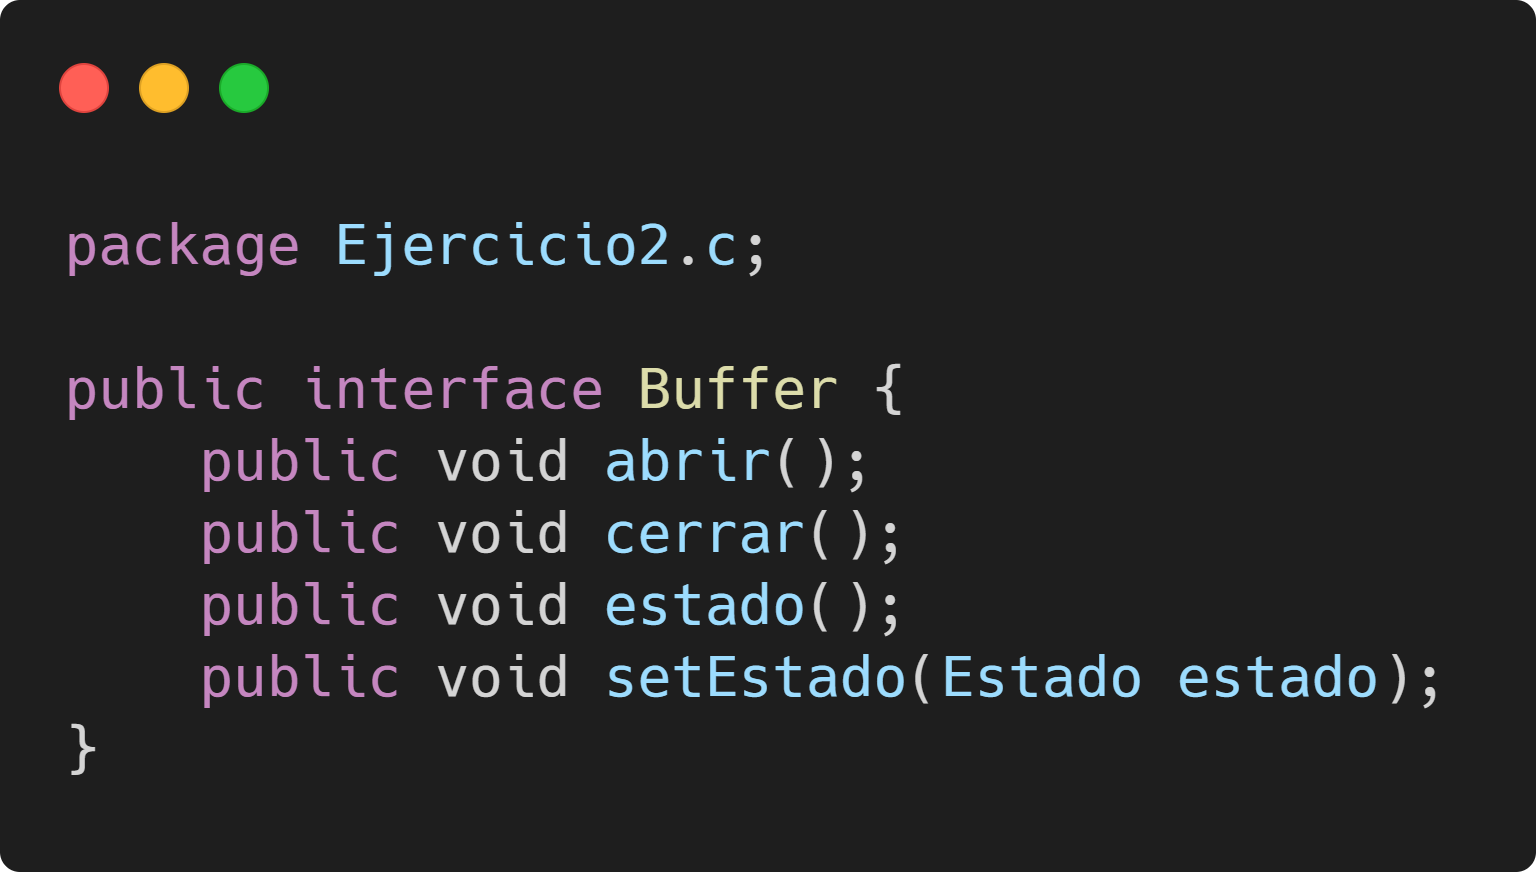 package Ejercicio2.c;
public interface Buffer {
    public void abrir();
    public void cerrar();
    public void estado();
    public void setEstado(Estado estado);
}